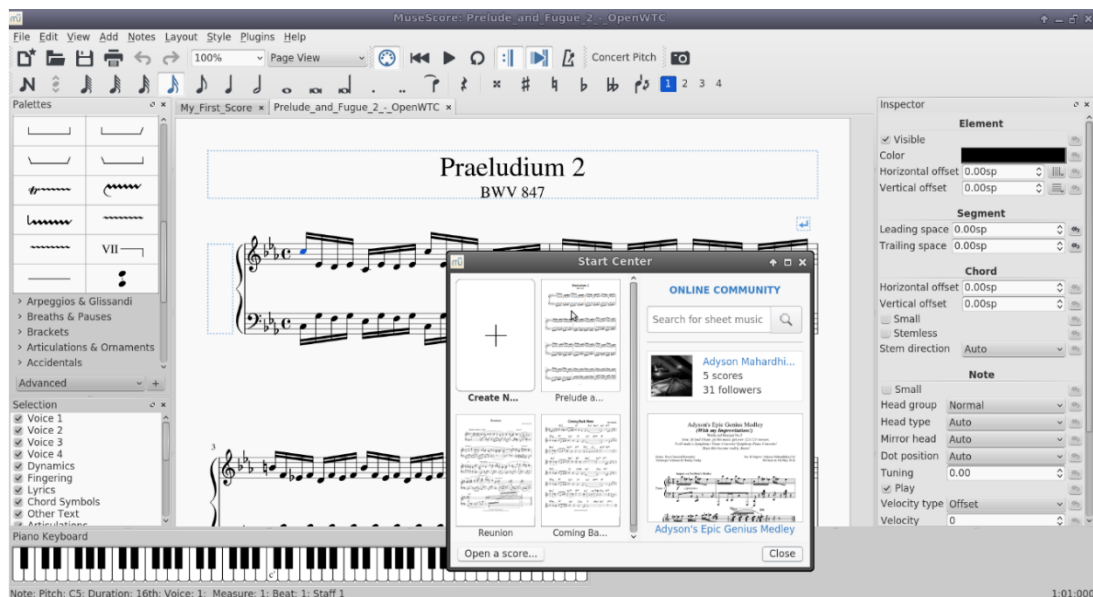 MuseScore: Prelude_and_Fugue_2_-_OpenWTC
File Edit View Add Notes Layout Style Plugins Help
100% Page View Concert Pitch
N 1 2 3 4
Palettes
My_First_Score Prelude_and_Fugue_2_-_OpenWTC
VII
Arpeggios & Glissandi
Breaths & Pauses
Brackets
Articulations & Ornaments
Accidentals
Advanced +
Selection
Voice 1
Voice 2
Voice 3
Voice 4
Dynamics
Fingering
Lyrics
Chord Symbols
Other Text
Articulations
Praeludium 2
BWV 847
3
Start Center
Create N...
Prelude a...
Reunion
Coming Ba...
Open a score...
ONLINE COMMUNITY
Search for sheet music
Adyson Mahardhi...
5 scores
31 followers
Adyson's Epic Genius Medley
(With my Improvisations!)
Adyson's Epic Genius Medley
Close
Inspector
Element
Visible
Color
Horizontal offset 0.00sp
Vertical offset 0.00sp
Segment
Leading space 0.00sp
Trailing space 0.00sp
Chord
Horizontal offset 0.00sp
Vertical offset 0.00sp
Small
Stemless
Stem direction Auto
Note
Small
Head group Normal
Head type Auto
Mirror head Auto
Dot position Auto
Tuning 0.00
Play
Velocity type Offset
Velocity 0
Piano Keyboard
Note: Pitch: C5: Duration: 16th: Voice: 1: Measure: 1: Beat: 1: Staff 1
1:01:000